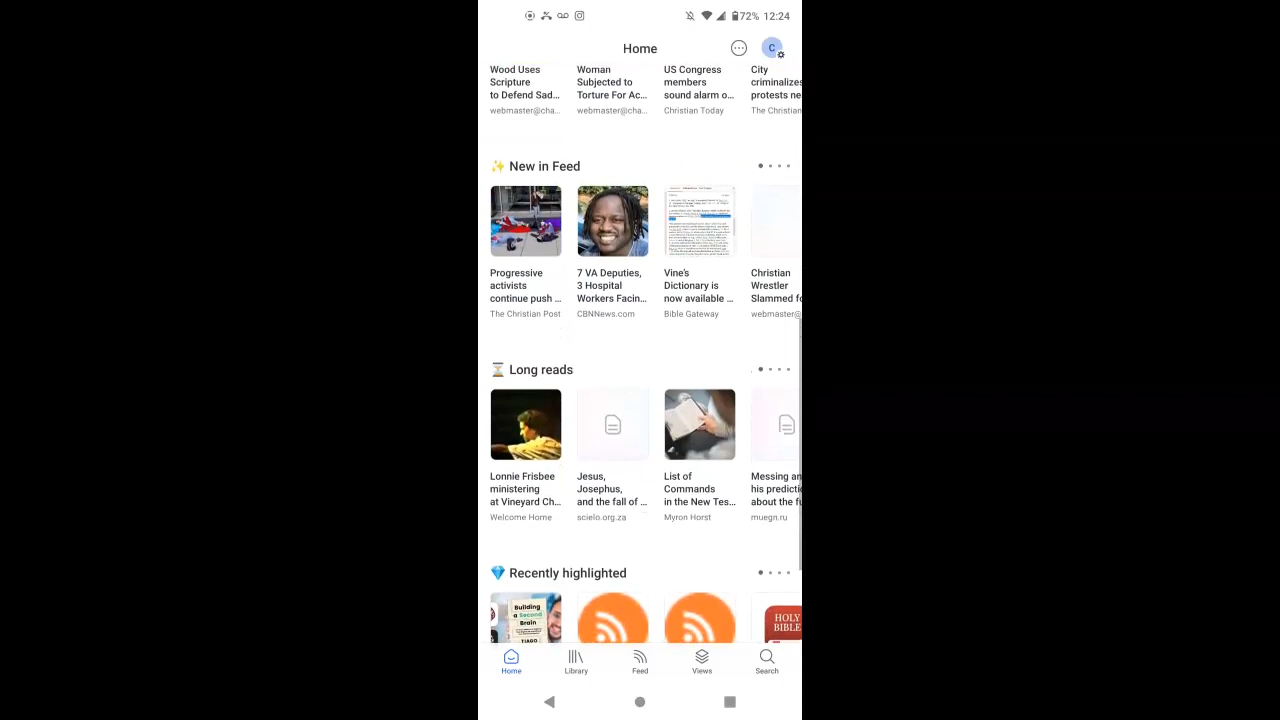 72% 12:24
Home
C
Wood Uses
Scripture
to Defend Sad...
webmaster@cha...
Woman
Subjected to
Torture For Ac...
webmaster@cha...
US Congress
members
sound alarm o...
Christian Today
City
criminalizes
protests ne
The Christian
✨ New in Feed
Progressive
activists
continue push ...
The Christian Post
7 VA Deputies,
3 Hospital
Workers Facin...
CBNNews.com
Vine's
Dictionary is
now available ...
Bible Gateway
Christian
Wrestler
Slammed fo
webmaster@
⏳ Long reads
Lonnie Frisbee
ministering
at Vineyard Ch...
Welcome Home
Jesus,
Josephus,
and the fall of ...
scielo.org.za
List of
Commands
in the New Tes...
Myron Horst
Messing an
his predictio
about the fu
muegn.ru
💎 Recently highlighted
Building
a Second
Brain
TIAGO
HOLY
BIBLE
Home
Library
Feed
Views
Search